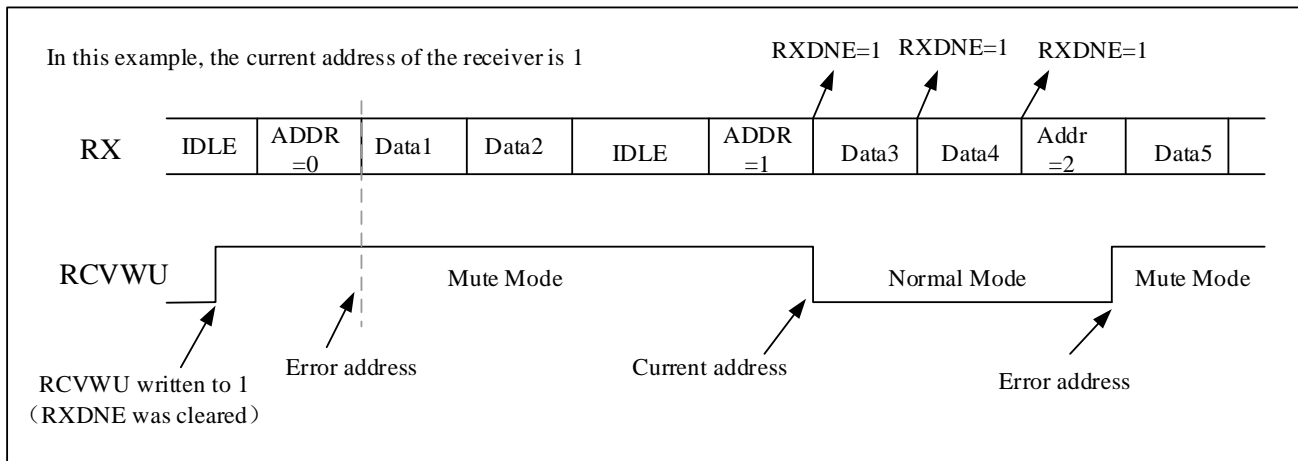 In this example, the current address of the receiver is 1
RXDNE=1
RXDNE=1
RXDNE=1
RX
IDLE
ADDR
=0
Data1
Data2
IDLE
ADDR
=1
Data3
Data4
Addr
=2
Data5
RCVWU
Mute Mode
Normal Mode
Mute Mode
RCVWU written to 1
（RXDNE was cleared）
Error address
Current address
Error address